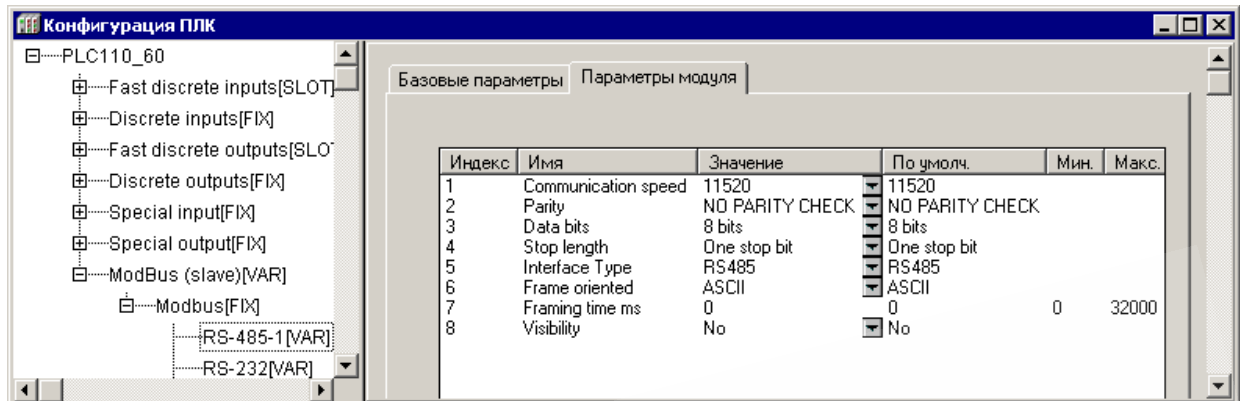 Конфигурация ПЛК
PLC110_60
Fast discrete inputs[SLOT]
Discrete inputs[FIX]
Fast discrete outputs[SLO
Discrete outputs[FIX]
Special input[FIX]
Special output[FIX]
ModBus (slave)[VAR]
Modbus[FIX]
RS-485-1[VAR]
RS-232[VAR]
Базовые параметры Параметры модуля
Индекс Имя Значение По умолч. Мин. Макс.
1 Communication speed 11520 11520
2 Parity NO PARITY CHECK NO PARITY CHECK
3 Data bits 8 bits 8 bits
4 Stop length One stop bit One stop bit
5 Interface Type RS485 RS485
6 Frame oriented ASCII ASCII
7 Framing time ms 0 0 0 32000
8 Visibility No No